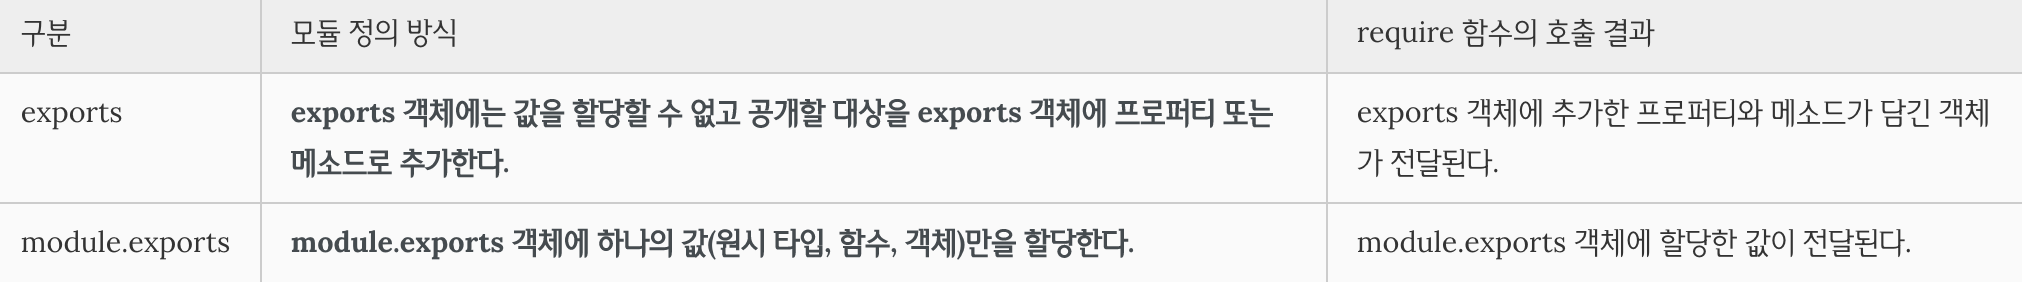 구분
모듈 정의 방식
require 함수의 호출 결과
exports
exports 객체에는 값을 할당할 수 없고 공개할 대상을 exports 객체에 프로퍼티 또는
메소드로 추가한다.
exports 객체에 추가한 프로퍼티와 메소드가 담긴 객체
가 전달된다.
module.exports
module.exports 객체에 하나의 값(원시 타입, 함수, 객체)만을 할당한다.
module.exports 객체에 할당한 값이 전달된다.